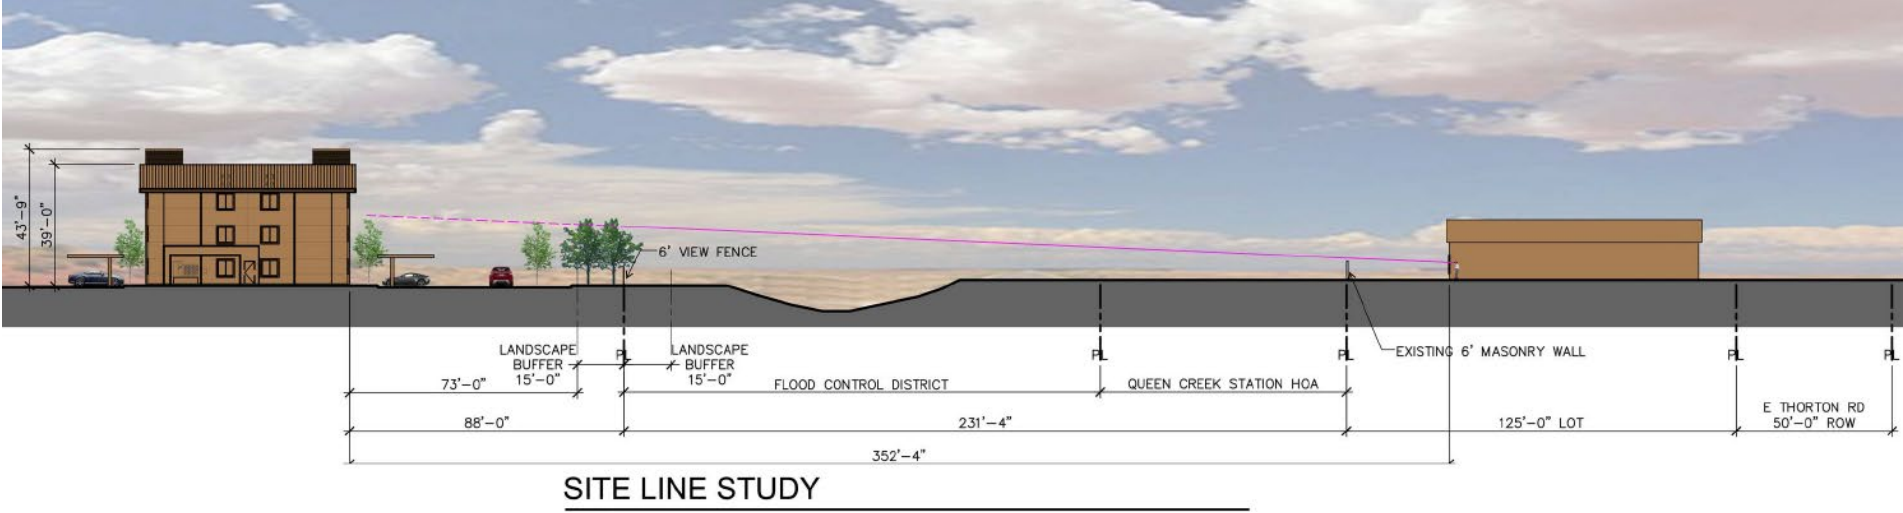 43'-9"
39'-0"
6' VIEW FENCE
LANDSCAPE
BUFFER
15'-0"
PL
LANDSCAPE
BUFFER
15'-0"
PL
PL
EXISTING 6' MASONRY WALL
PL
PL
73'-0"
FLOOD CONTROL DISTRICT
QUEEN CREEK STATION HOA
88'-0"
231'-4"
125'-0" LOT
E THORTON RD
50'-0" ROW
352'-4"
SITE LINE STUDY